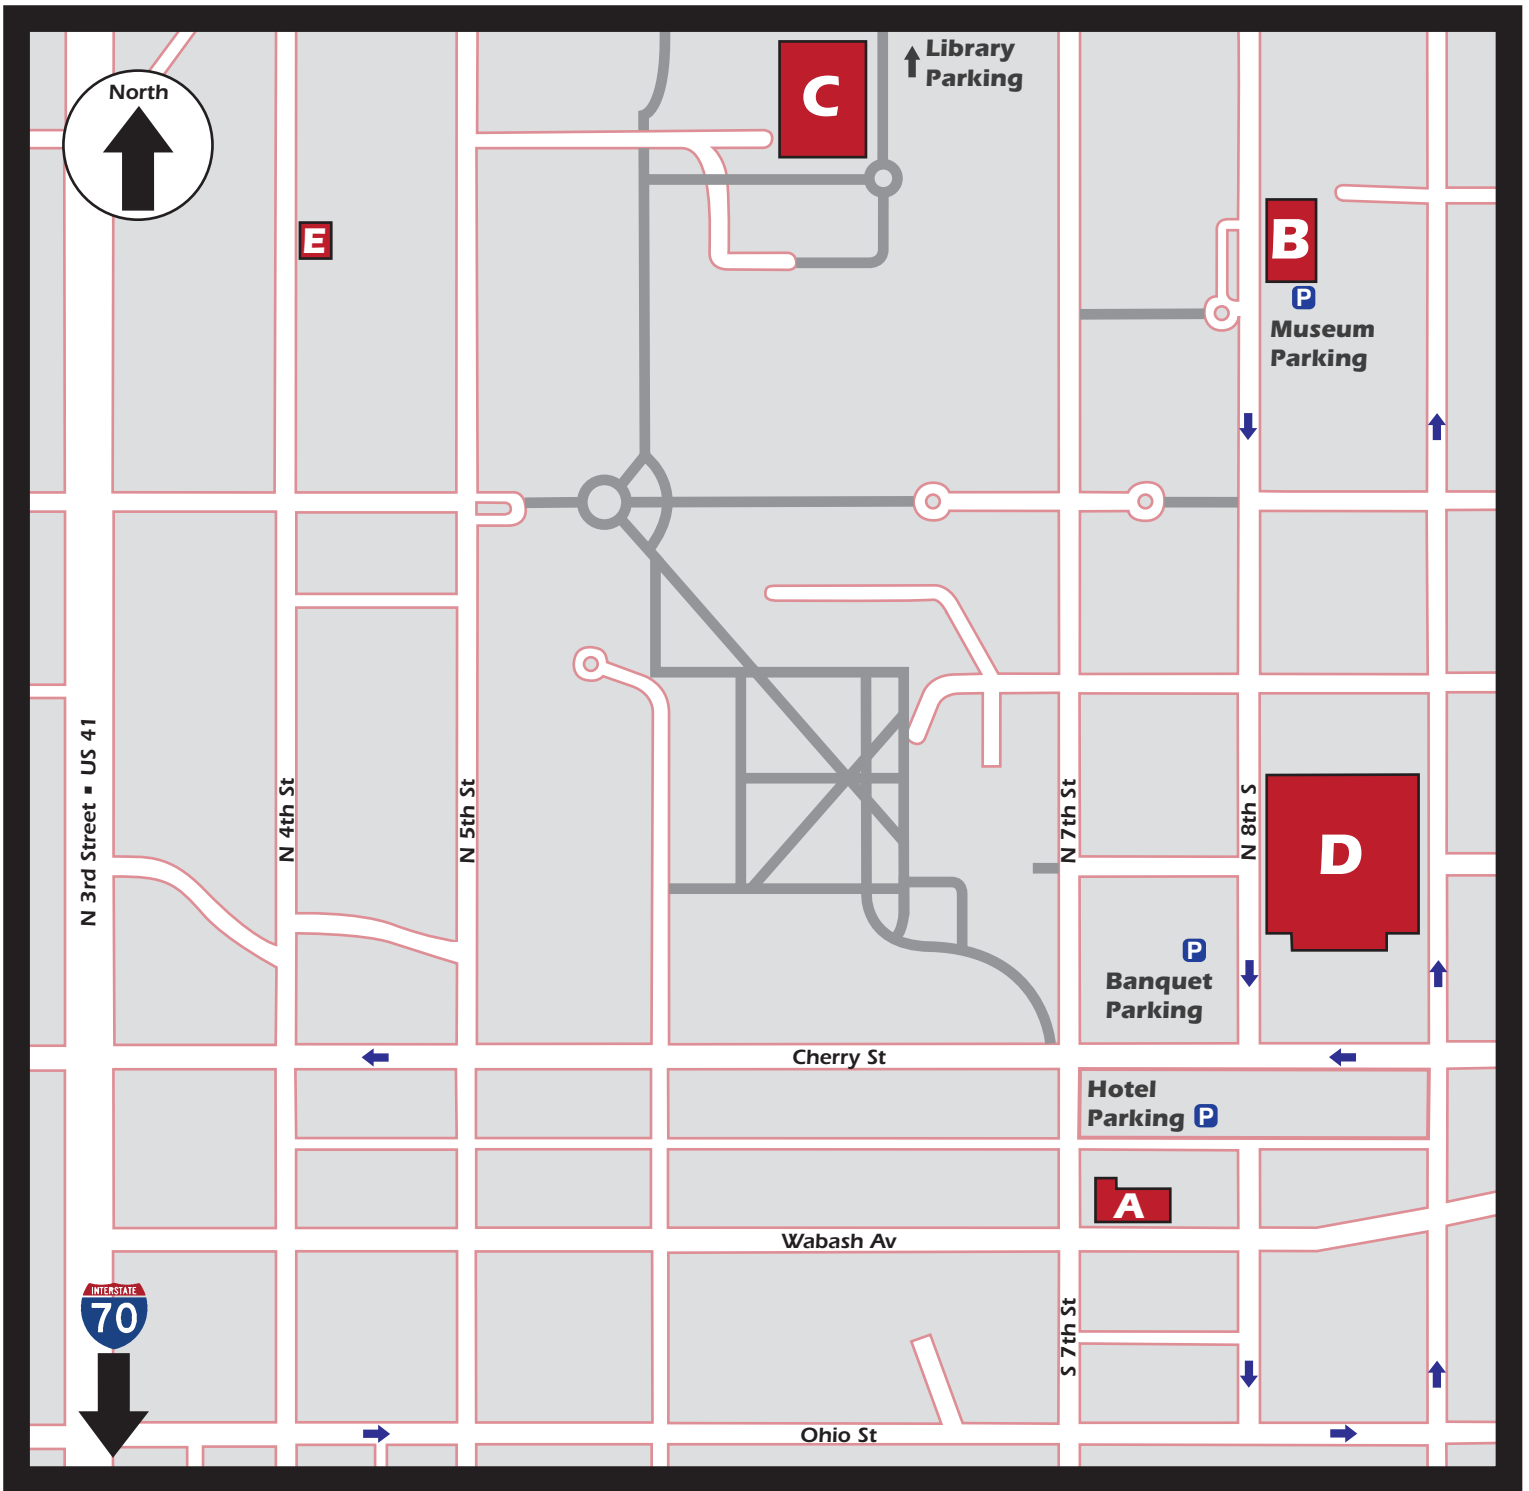 Library
Parking
C
North
E
B
P
Museum
Parking
N 3rd Street ▪ US 41
N 4th St
N 5th St
N 7th St
N 8th S
D
P
Banquet
Parking
Cherry St
Hotel
Parking P
A
Wabash Av
INTERSTATE
70
S 7th St
Ohio St